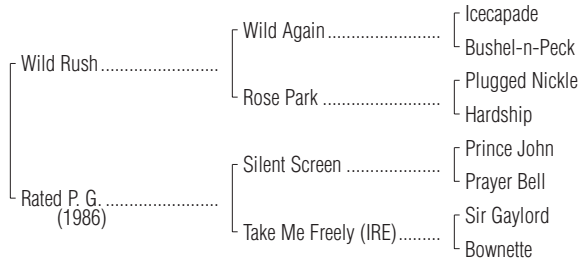 Icecapade
Wild Again
Bushel-n-Peck
Wild Rush
Plugged Nickle
Rose Park
Hardship
Prince John
Silent Screen
Prayer Bell
Rated P. G.
(1986)
Sir Gaylord
Take Me Freely (IRE)
Bownette